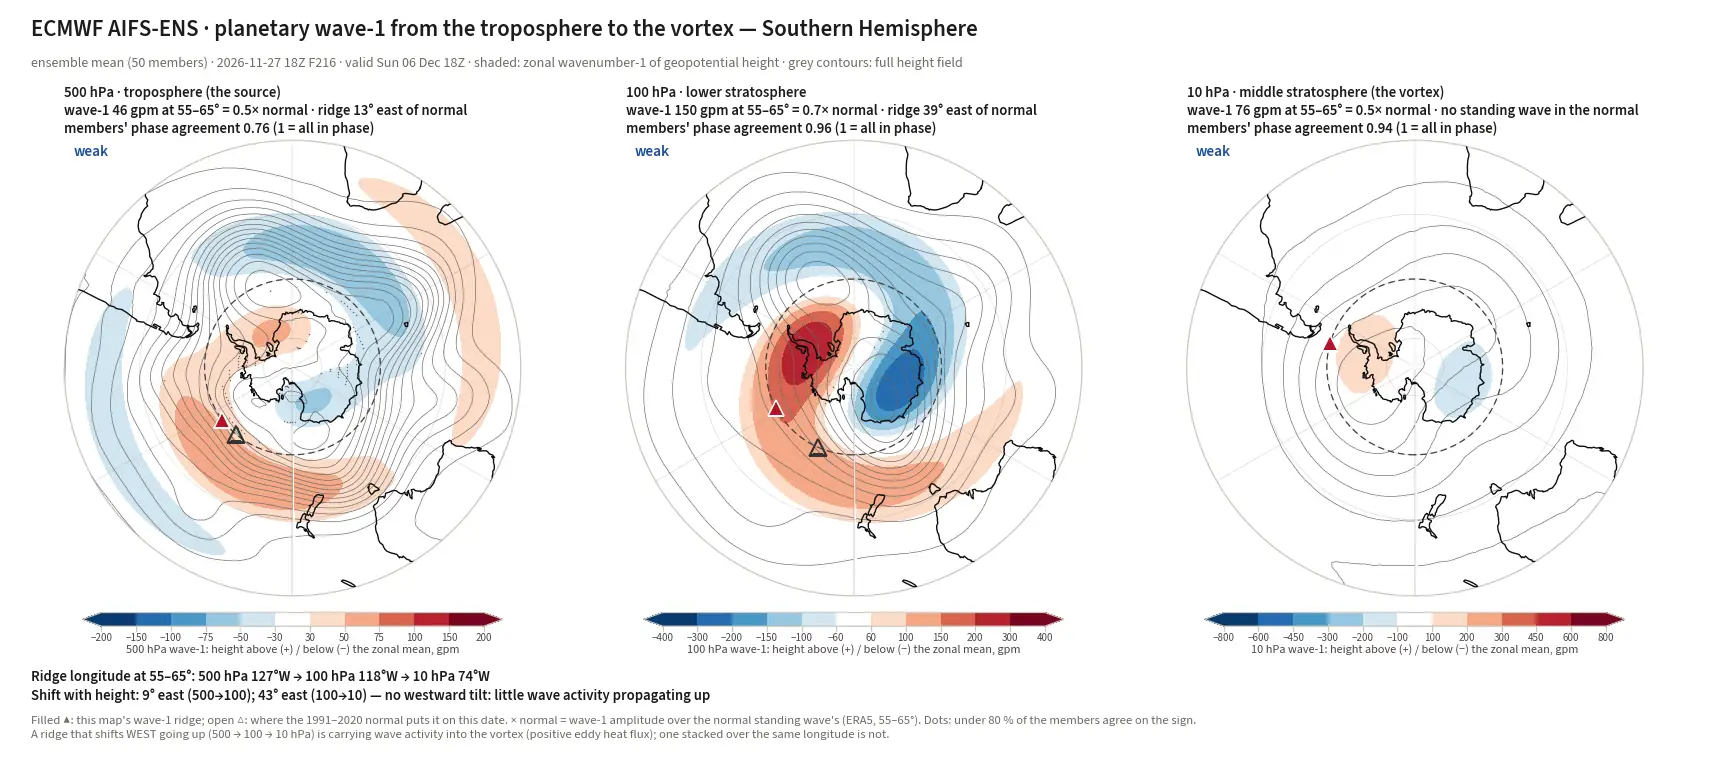 ECMWF AIFS-ENS · planetary wave-1 from the troposphere to the vortex — Southern Hemisphere
ensemble mean (50 members) · 2026-11-27 18Z F216 · valid Sun 06 Dec 18Z · shaded: zonal wavenumber-1 of geopotential height · grey contours: full height field
500 hPa · troposphere (the source)
wave-1 46 gpm at 55–65° = 0.5× normal · ridge 13° east of normal
members' phase agreement 0.76 (1 = all in phase)
weak
100 hPa · lower stratosphere
wave-1 150 gpm at 55–65° = 0.7× normal · ridge 39° east of normal
members' phase agreement 0.96 (1 = all in phase)
weak
10 hPa · middle stratosphere (the vortex)
wave-1 76 gpm at 55–65° = 0.5× normal · no standing wave in the normal
members' phase agreement 0.94 (1 = all in phase)
weak
−200 −150 −100 −75 −50 −30 30 50 75 100 150 200
500 hPa wave-1: height above (+) / below (−) the zonal mean, gpm
−400 −300 −200 −150 −100 −60 60 100 150 200 300 400
100 hPa wave-1: height above (+) / below (−) the zonal mean, gpm
−800 −600 −450 −300 −200 −100 100 200 300 450 600 800
10 hPa wave-1: height above (+) / below (−) the zonal mean, gpm
Ridge longitude at 55–65°: 500 hPa 127°W → 100 hPa 118°W → 10 hPa 74°W
Shift with height: 9° east (500→100); 43° east (100→10) — no westward tilt: little wave activity propagating up
Filled ▲: this map's wave-1 ridge; open △: where the 1991–2020 normal puts it on this date. × normal = wave-1 amplitude over the normal standing wave's (ERA5, 55–65°). Dots: under 80 % of the members agree on the sign.
A ridge that shifts WEST going up (500 → 100 → 10 hPa) is carrying wave activity into the vortex (positive eddy heat flux); one stacked over the same longitude is not.